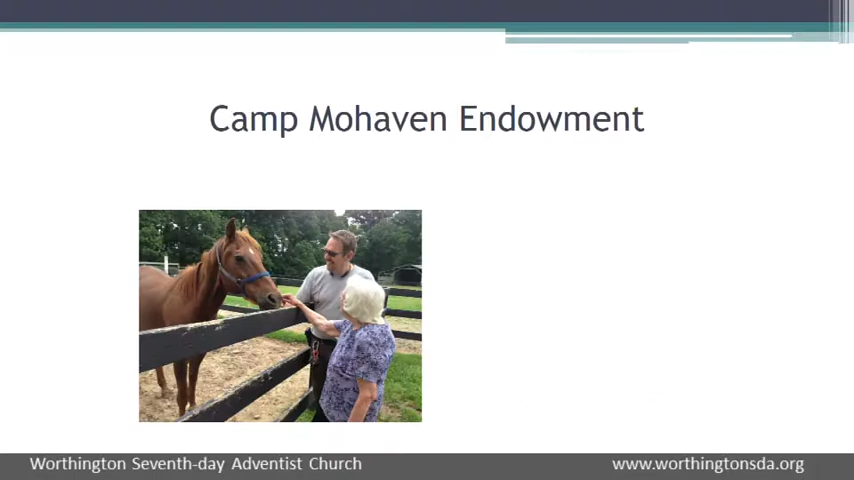 Camp Mohaven Endowment
Worthington Seventh-day Adventist Church
www.worthingtonsda.org